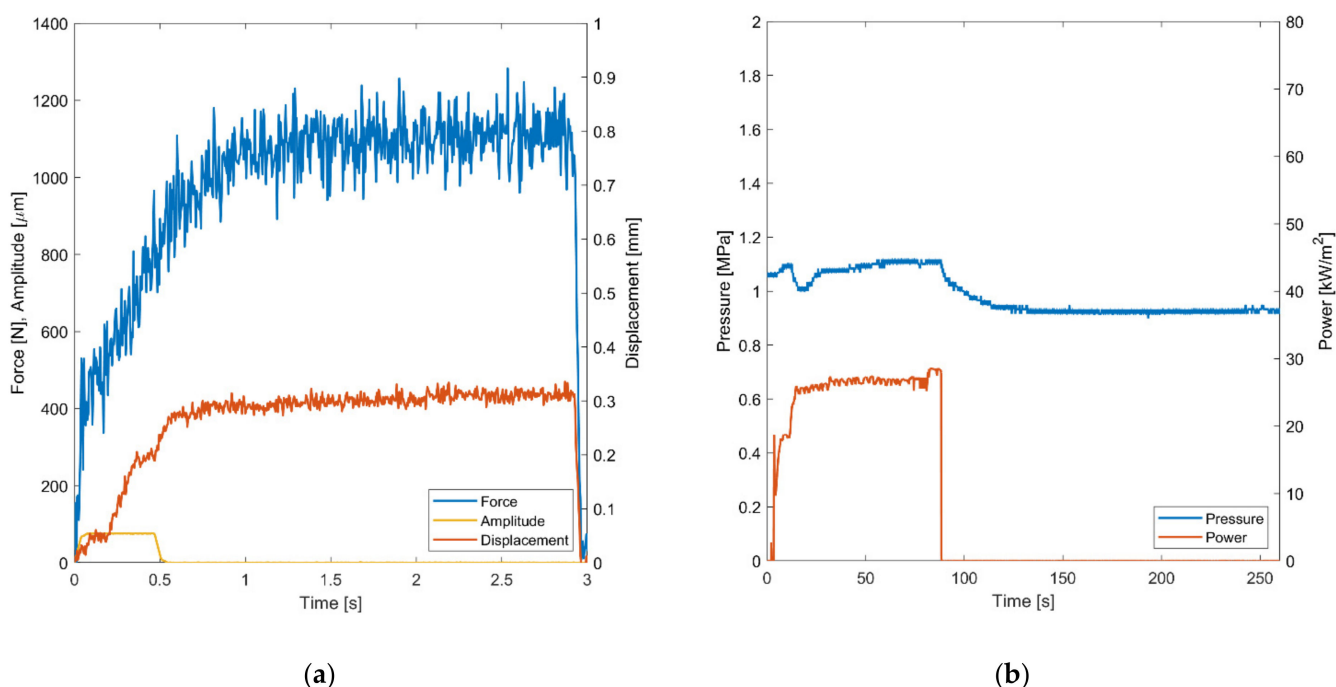 1400
1200
1000
800
600
400
200
0
Force [N], Amplitude [μm]
1
0.9
0.8
0.7
0.6
0.5
0.4
0.3
0.2
0.1
0
Displacement [mm]
Force
Amplitude
Displacement
0 0.5 1 1.5 2 2.5 3
Time [s]
(a)
2
1.8
1.6
1.4
1.2
1
0.8
0.6
0.4
0.2
0
Pressure [MPa]
80
70
60
50
40
30
20
10
0
Power [kW/m²]
Pressure
Power
0 50 100 150 200 250
Time [s]
(b)